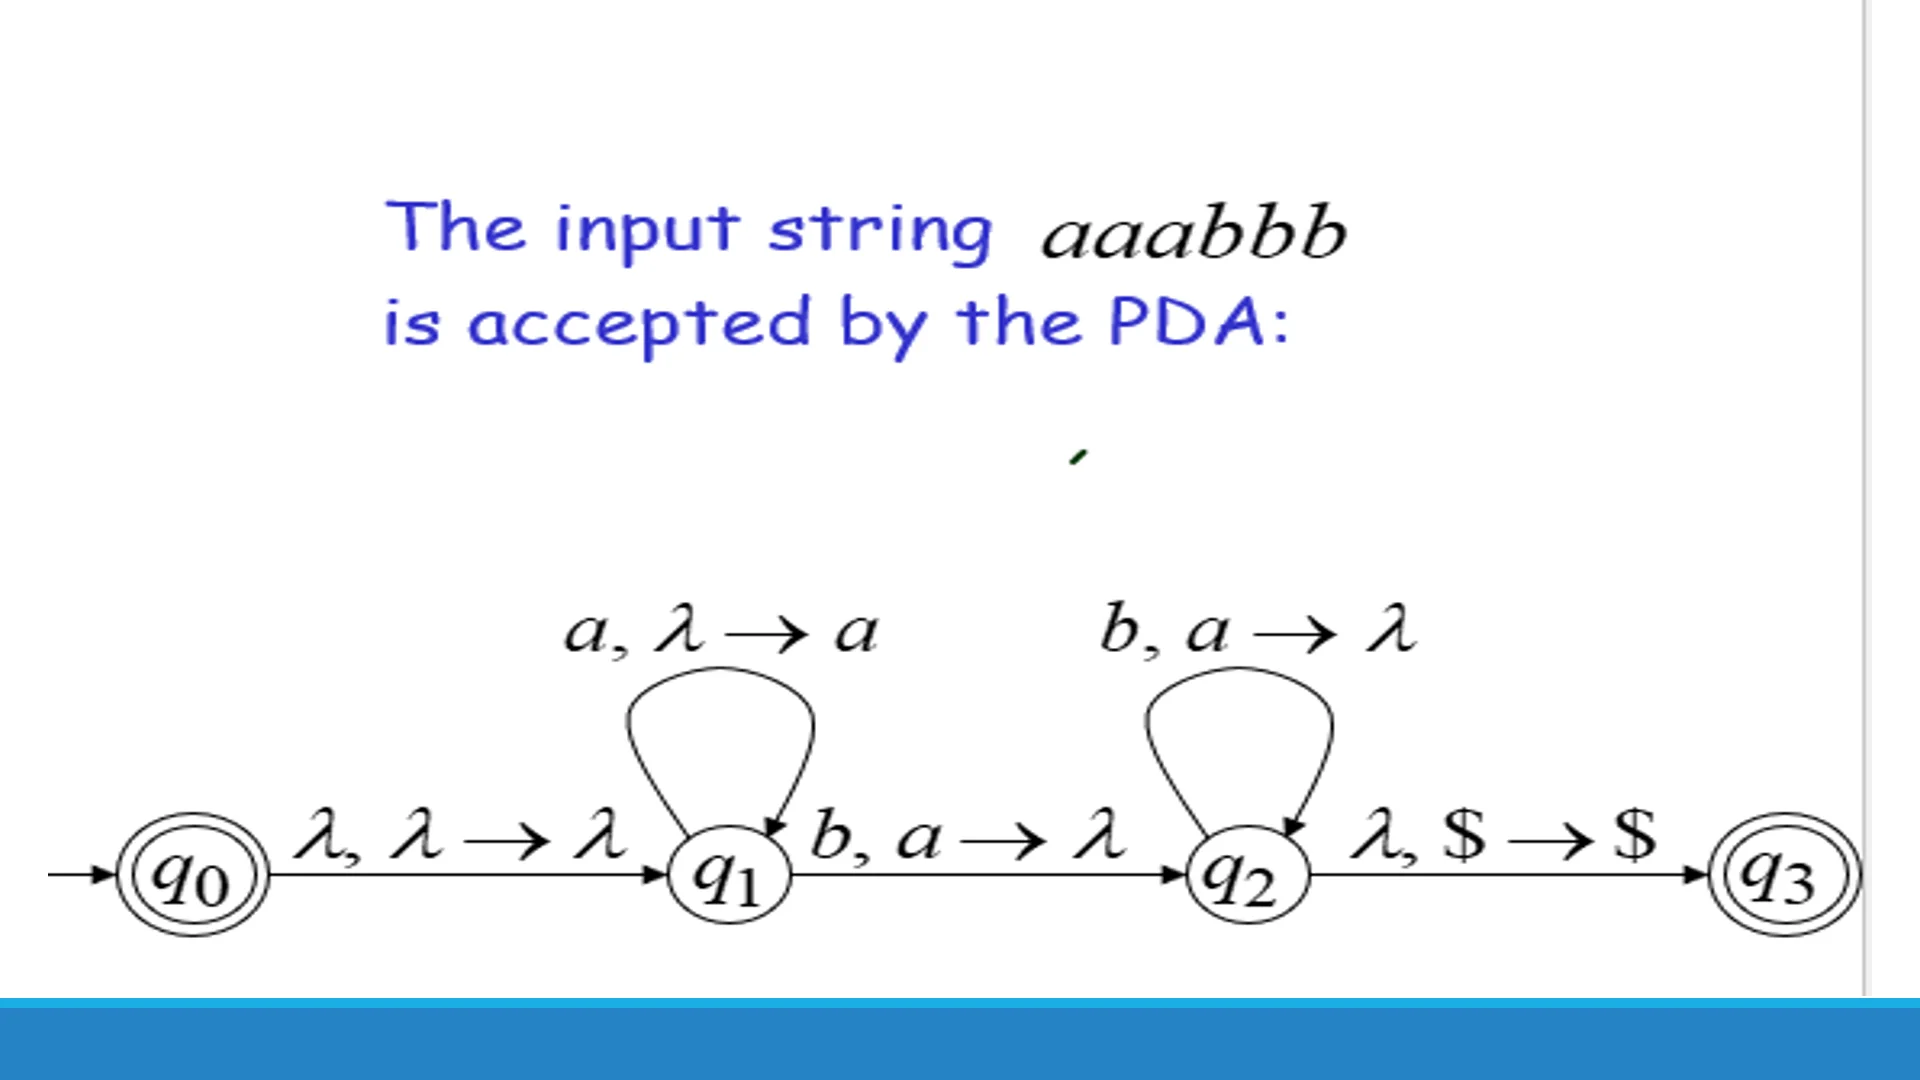 The input string aaabbb
is accepted by the PDA:
a, λ → a
b, a → λ
λ, λ → λ
b, a → λ
λ, $ → $
q0
q1
q2
q3